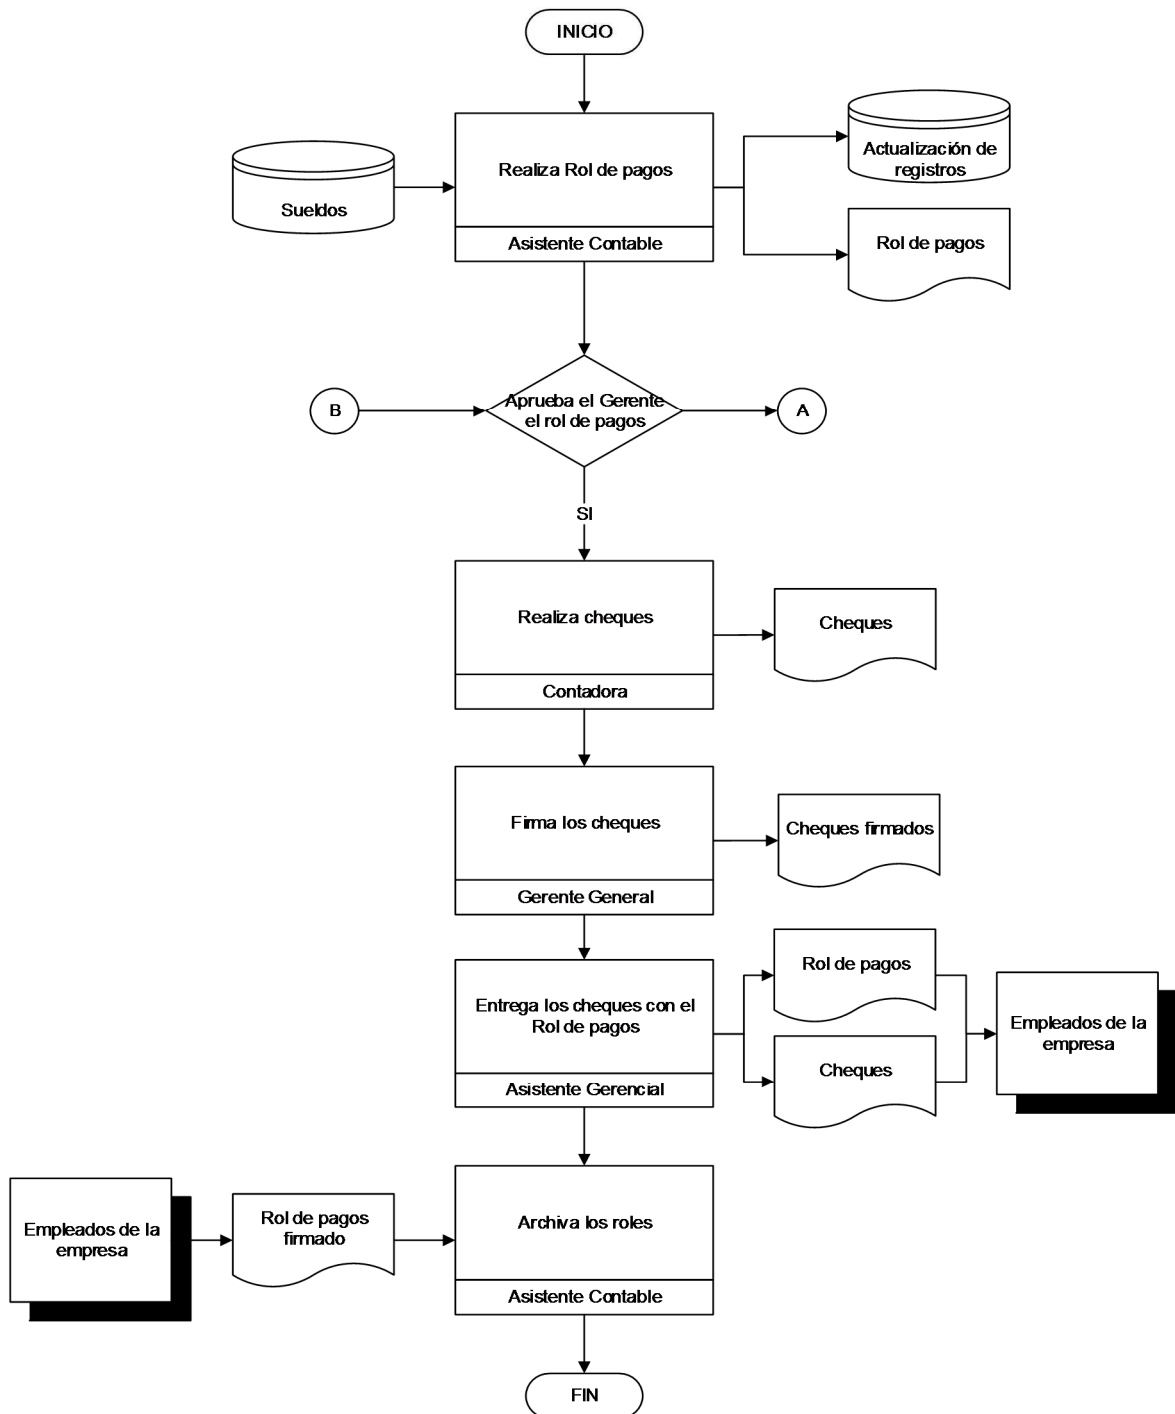 INICIO
Sueldos
Realiza Rol de pagos
Asistente Contable
Actualización de
registros
Rol de pagos
B
Aprueba el Gerente
el rol de pagos
A
SI
Realiza cheques
Contadora
Cheques
Firma los cheques
Gerente General
Cheques firmados
Entrega los cheques con el
Rol de pagos
Asistente Gerencial
Rol de pagos
Cheques
Empleados de la
empresa
Empleados de la
empresa
Rol de pagos
firmado
Archiva los roles
Asistente Contable
FIN